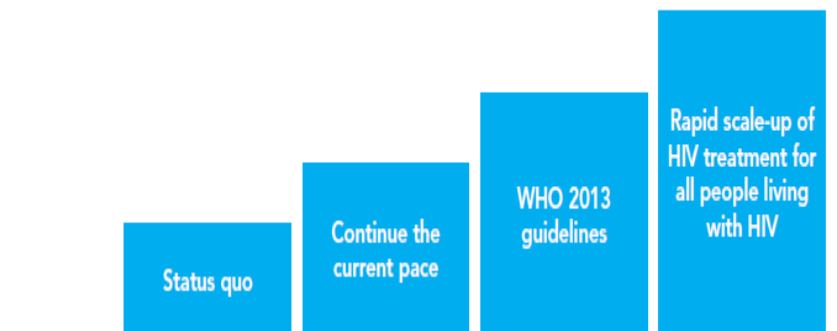 Status quo
Continue the
current pace
WHO 2013
guidelines
Rapid scale-up of
HIV treatment for
all people living
with HIV